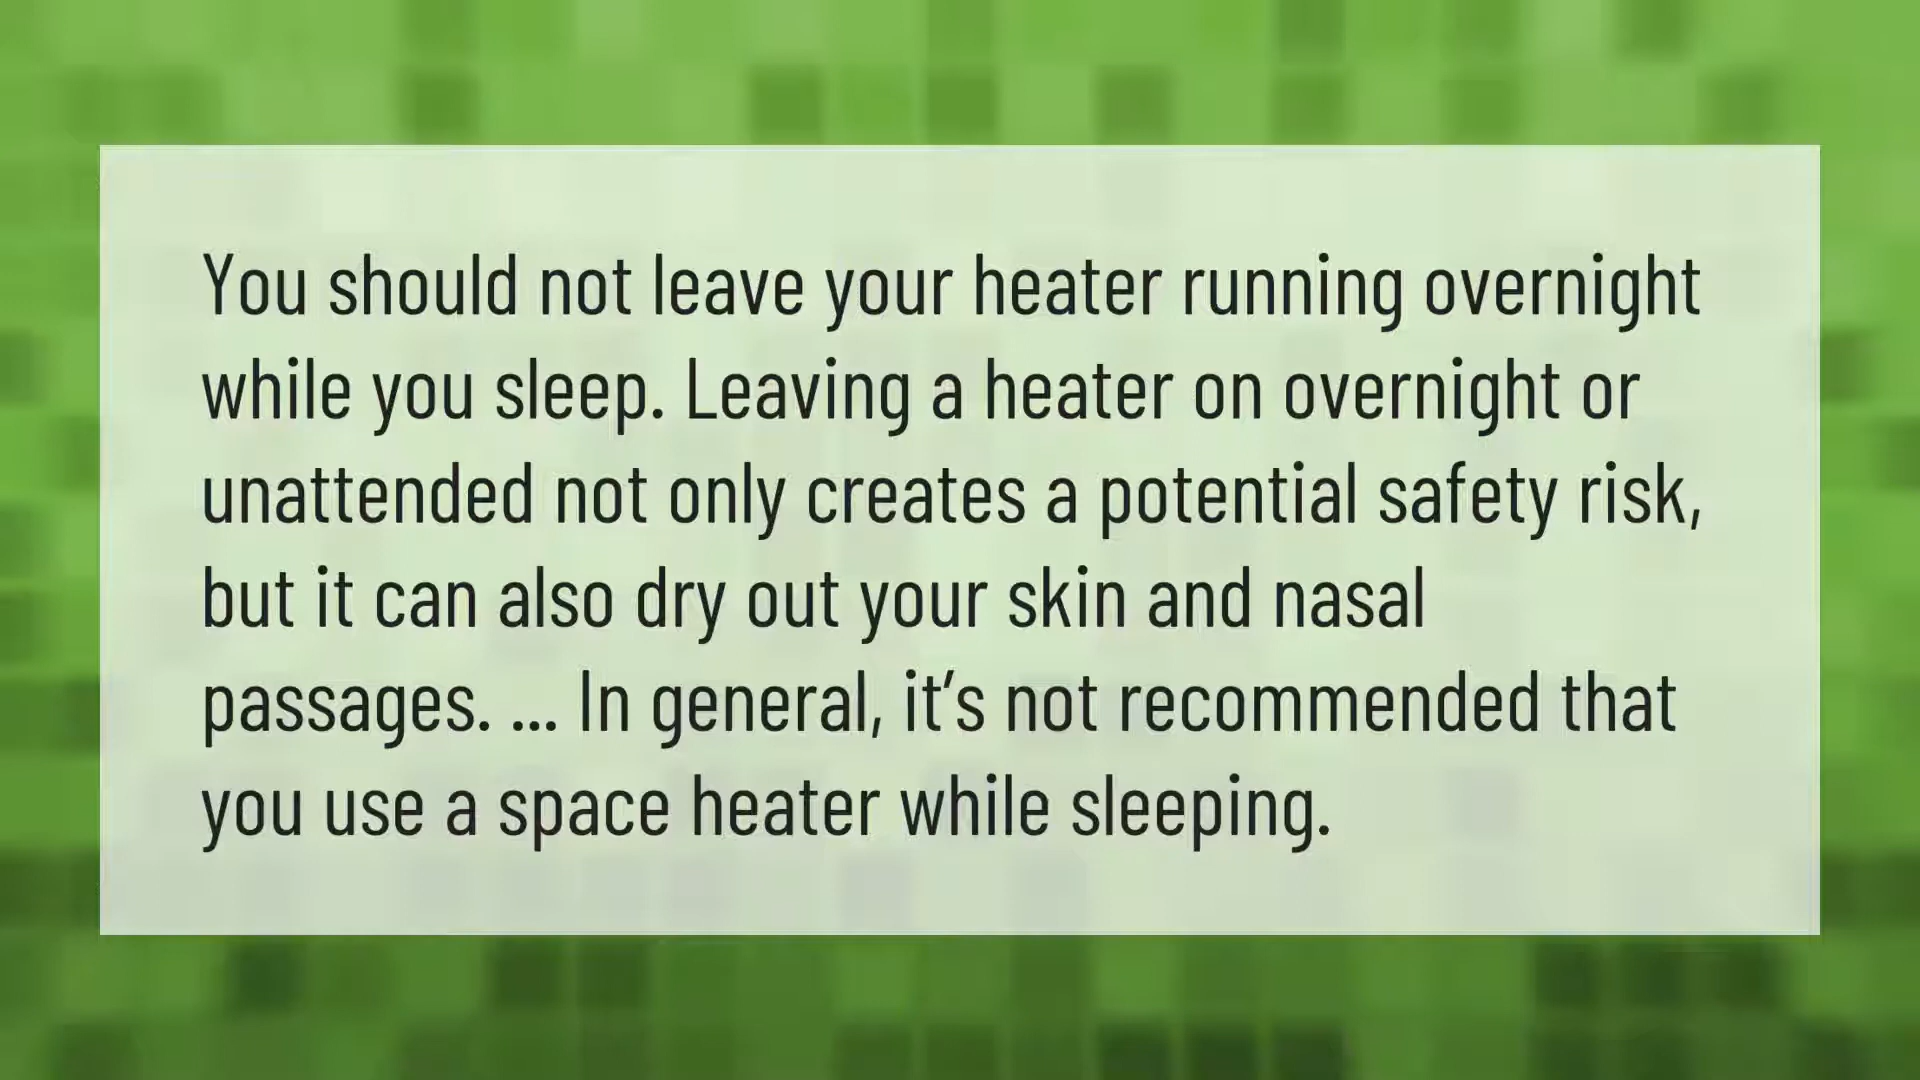 You should not leave your heater running overnight
while you sleep. Leaving a heater on overnight or
unattended not only creates a potential safety risk,
but it can also dry out your skin and nasal
passages. ... In general, it’s not recommended that
you use a space heater while sleeping.